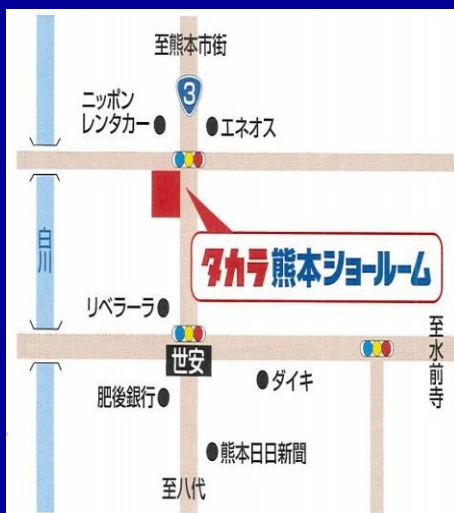 至熊本市街
3
ニッポン
レンタカー
エネオス
白川
タカラ熊本ショールーム
リベラーラ
世安
至水前寺
肥後銀行
ダイキ
熊本日日新聞
至八代